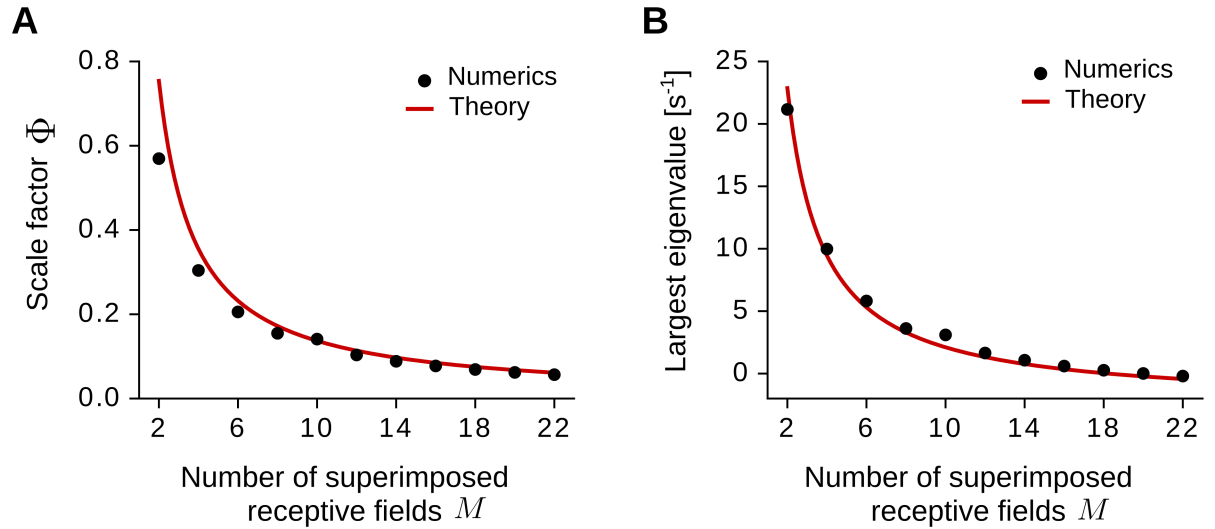 A
Scale factor Φ
0.8
0.6
0.4
0.2
0.0
Numerics
Theory
2 6 10 14 18 22
Number of superimposed
receptive fields M
B
Largest eigenvalue [s⁻¹]
25
20
15
10
5
0
Numerics
Theory
2 6 10 14 18 22
Number of superimposed
receptive fields M